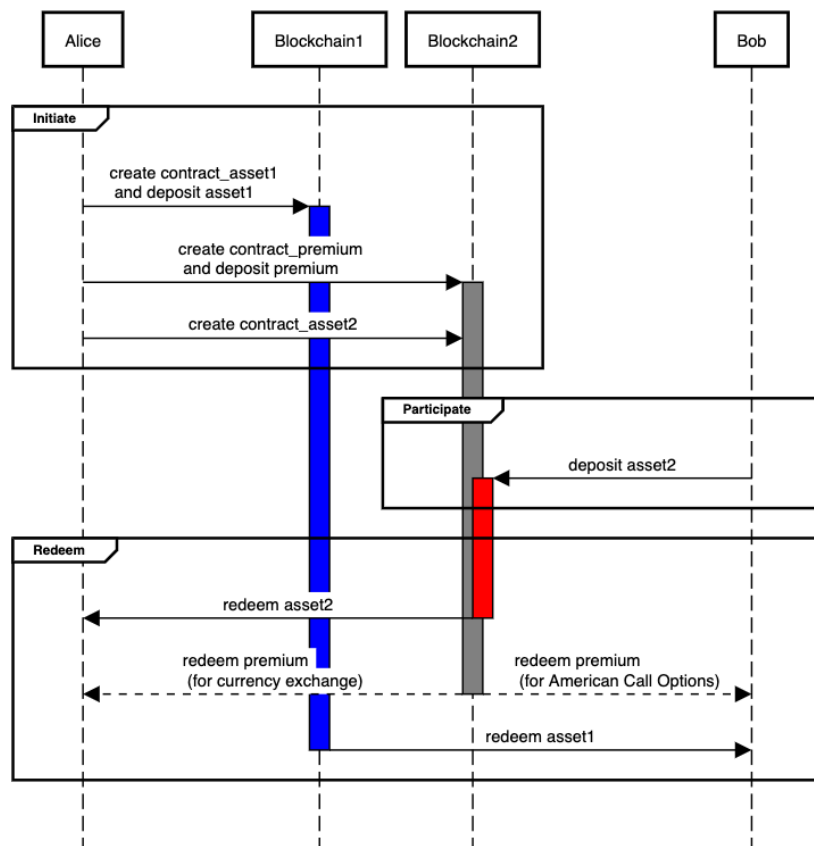 Alice
Blockchain1
Blockchain2
Bob
Initiate
create contract_asset1
and deposit asset1
create contract_premium
and deposit premium
create contract_asset2
Participate
deposit asset2
Redeem
redeem asset2
redeem premium
(for currency exchange)
redeem premium
(for American Call Options)
redeem asset1